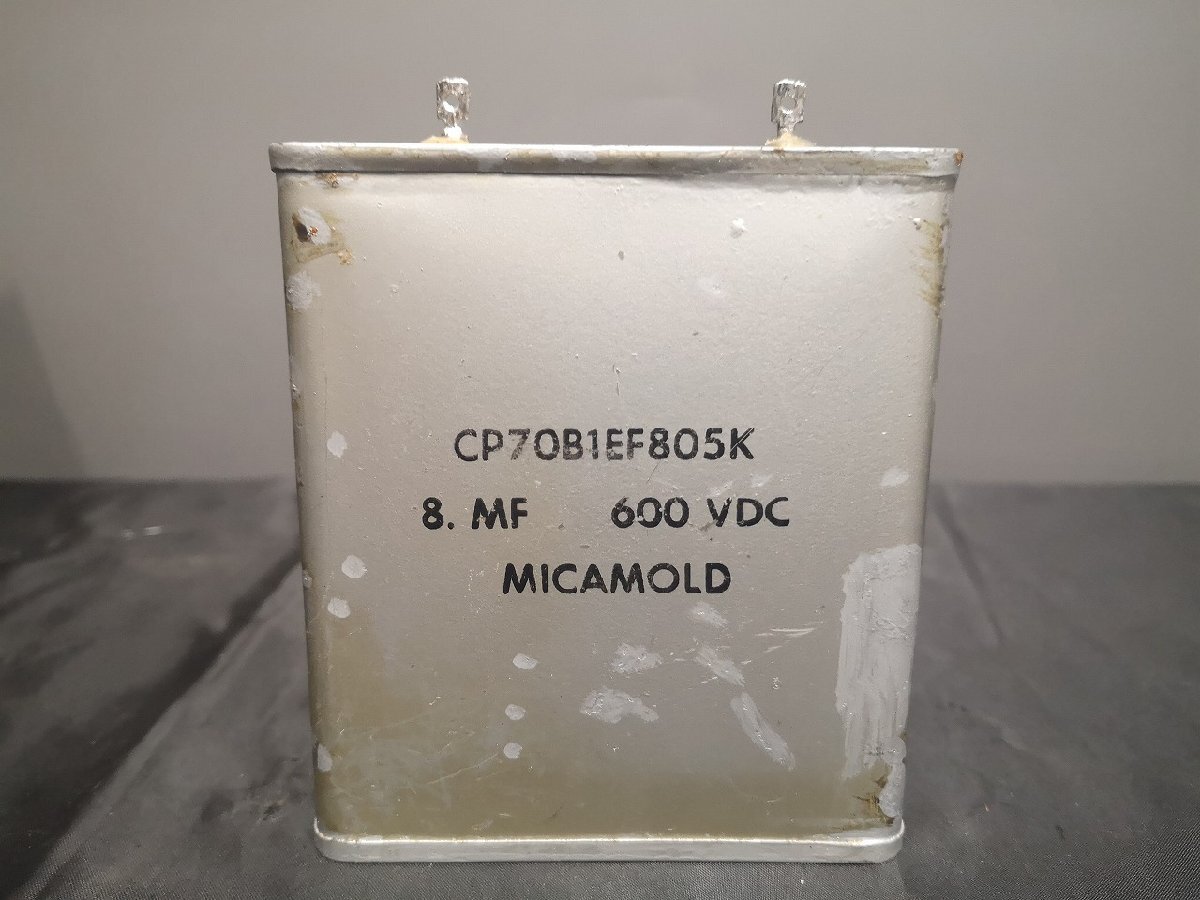 CP70B1EF805K
8. MF 600 VDC
MICAMOLD